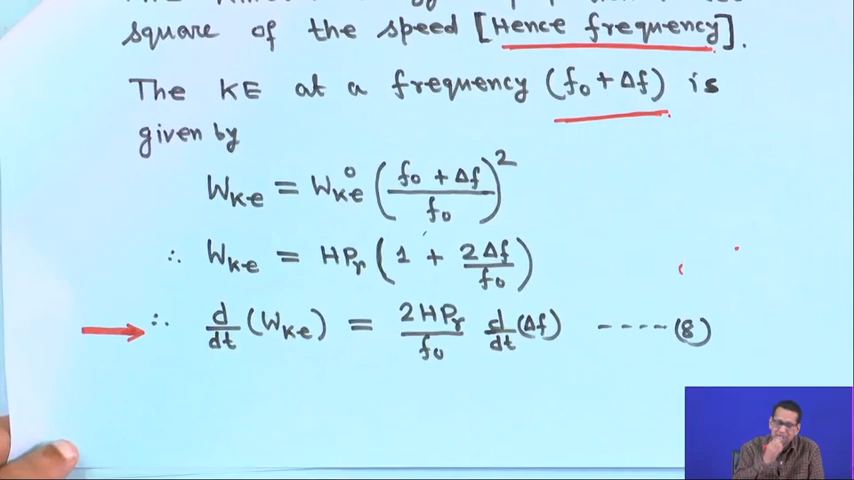 square of the speed [Hence frequency].
The KE at a frequency (f₀ + Δf) is
given by
W_Ke = W_Ke⁰ ((f₀ + Δf)/f₀)²
∴ W_Ke = HP_r (1 + 2Δf/f₀)
∴ d/dt (W_Ke) = 2HP_r/f₀ d/dt (Δf) ----(8)